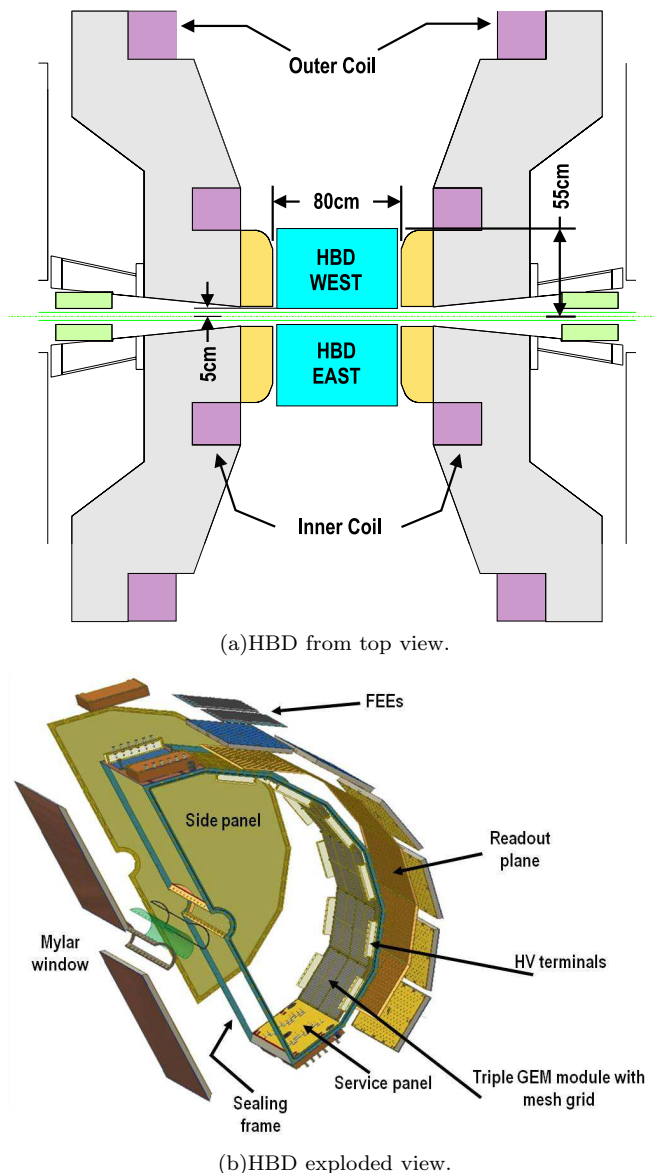 Outer Coil
55cm
80cm
HBD
WEST
HBD
EAST
5cm
Inner Coil
(a)HBD from top view.
FEEs
Side panel
Readout
plane
Mylar
window
HV terminals
Service panel
Triple GEM module with
mesh grid
Sealing
frame
(b)HBD exploded view.